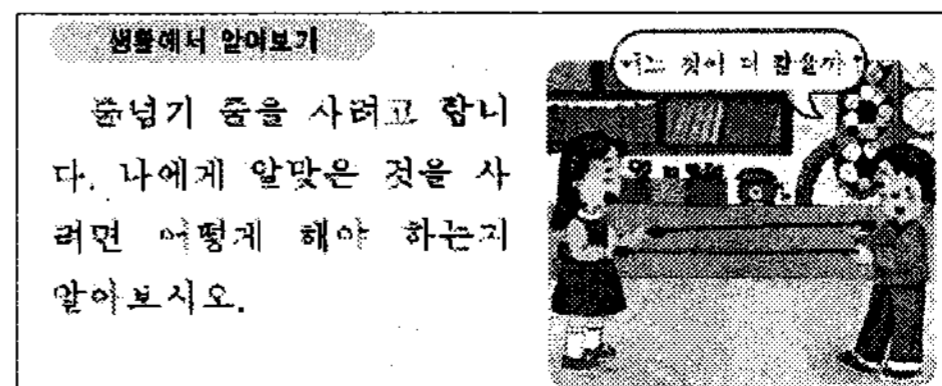 생활에서 알아보기
어느 것이 더 짧을까?
줄넘기 줄을 사려고 합니
다. 나에게 알맞은 것을 사
려면 어떻게 해야 하는지
알아보시오.